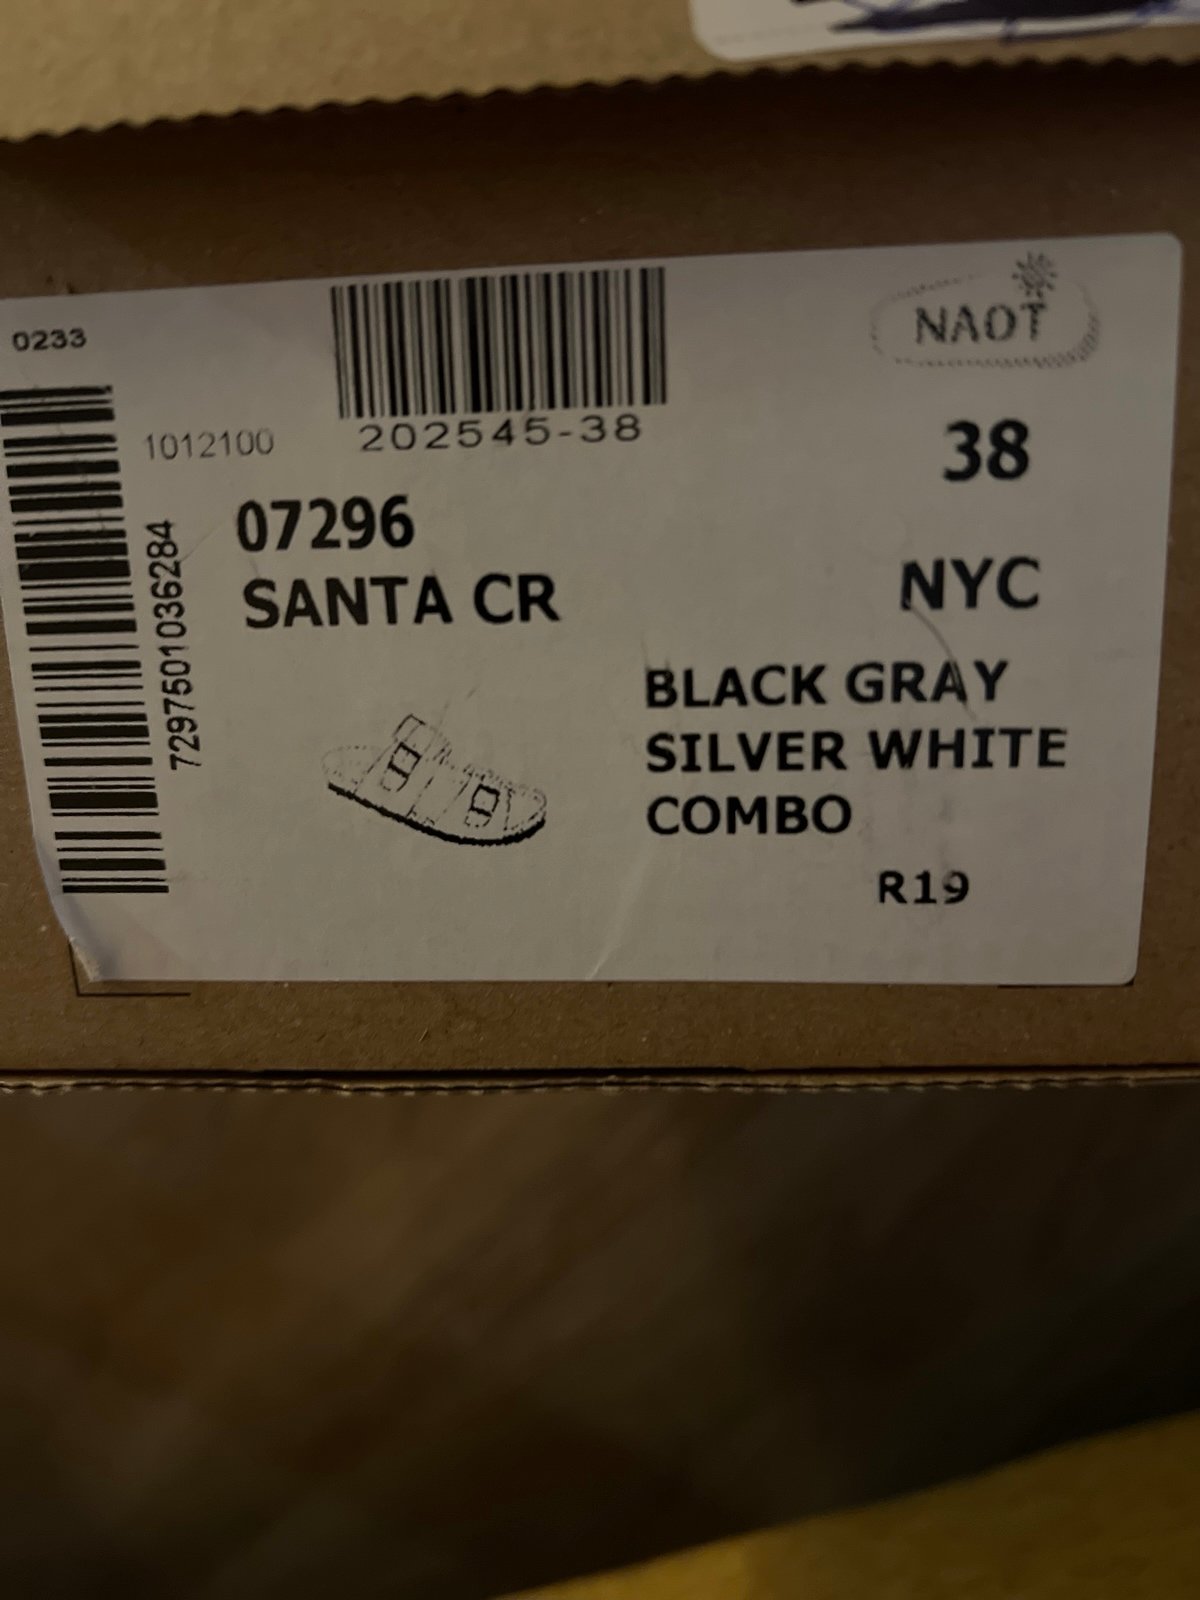 0233
NAOT
1012100
202545-38
38
07296
SANTA CR
NYC
7297501036284
BLACK GRAY
SILVER WHITE
COMBO
R19